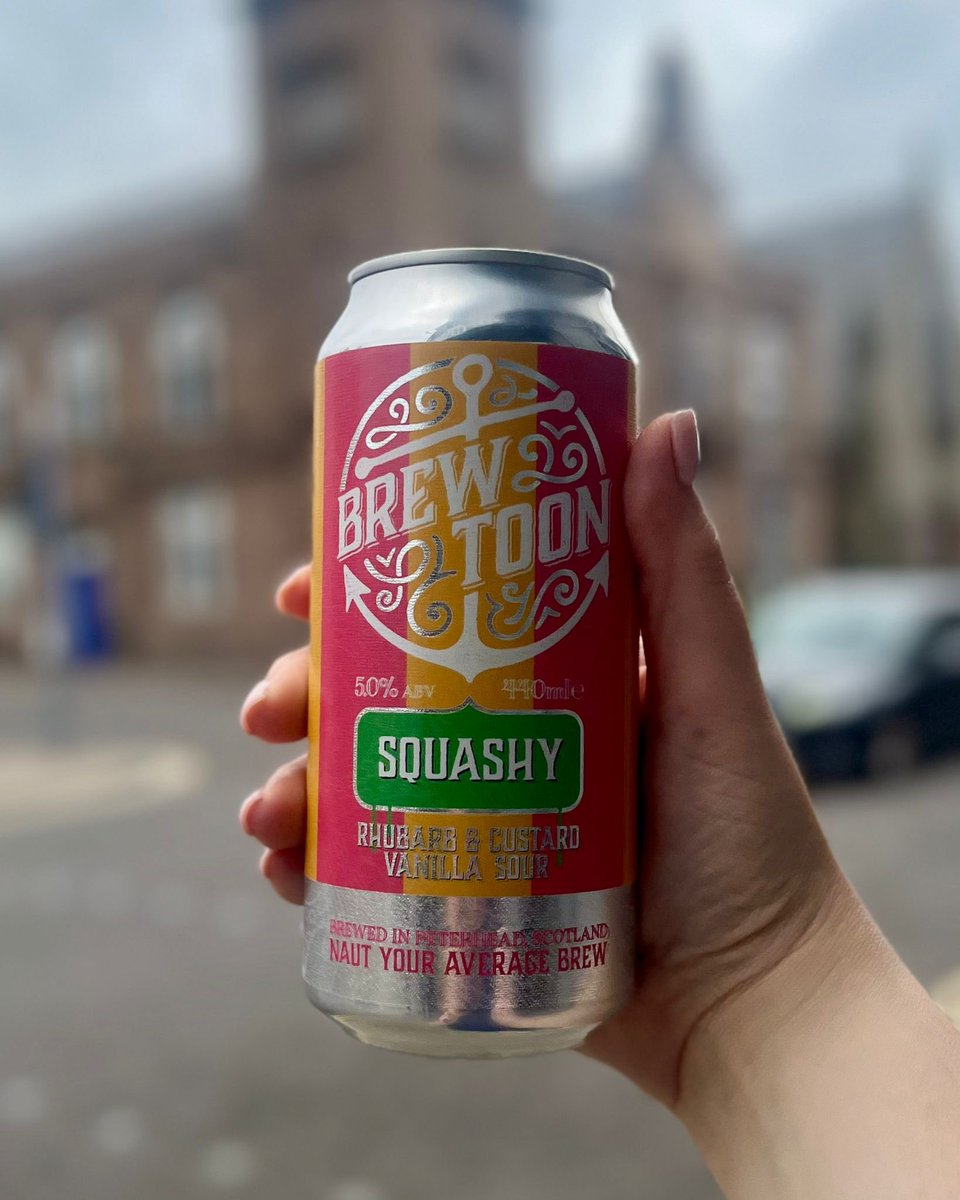 BREW
TOON
5.0% ABV 440ml e
SQUASHY
RHUBARB & CUSTARD
VANILLA SOUR
BREWED IN PETERHEAD, SCOTLAND
NAUT YOUR AVERAGE BREW